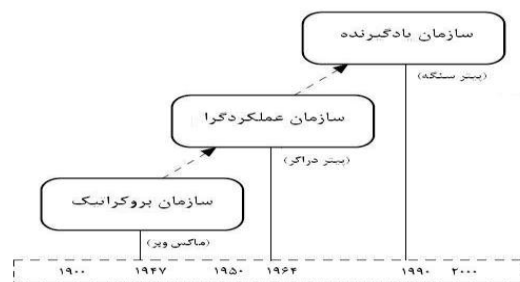 سازمان یادگیرنده
(پیتر سنگه)
سازمان عملکردگرا
(پیتر دراکر)
سازمان بروکراتیک
(ماکس وبر)
۱۹۰۰ ۱۹۴۷ ۱۹۵۰ ۱۹۶۴ ۱۹۹۰ ۲۰۰۰